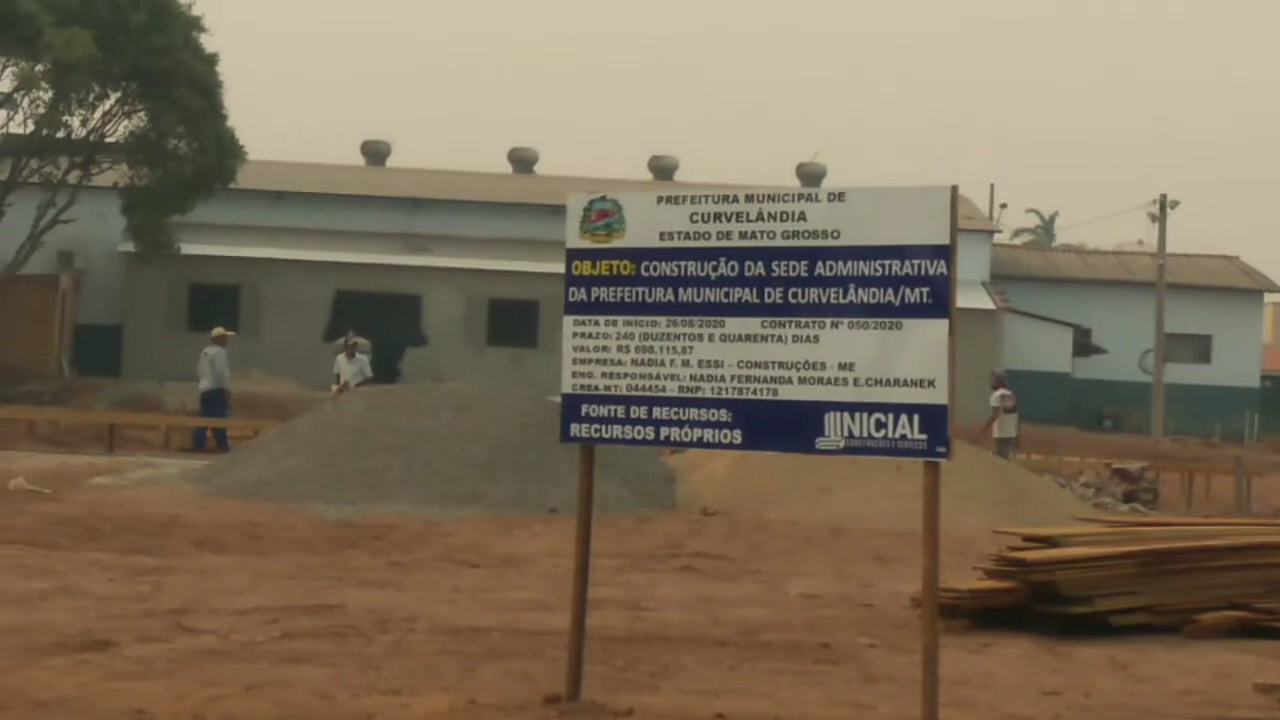 PREFEITURA MUNICIPAL DE
CURVELÂNDIA
ESTADO DE MATO GROSSO
OBJETO: CONSTRUÇÃO DA SEDE ADMINISTRATIVA
DA PREFEITURA MUNICIPAL DE CURVELÂNDIA/MT.
DATA DE INÍCIO: 26/08/2020 CONTRATO Nº 050/2020
PRAZO: 240 (DUZENTOS E QUARENTA) DIAS
VALOR: R$ 698.115,87
EMPRESA: NADIA F. M. ESSI - CONSTRUÇÕES - ME
ENG. RESPONSÁVEL: NADIA FERNANDA MORAES E.CHARANEK
CREA-MT: 044454 - RNP: 1217874178
FONTE DE RECURSOS:
RECURSOS PRÓPRIOS
INICIAL
CONSTRUÇÕES E SERVIÇOS